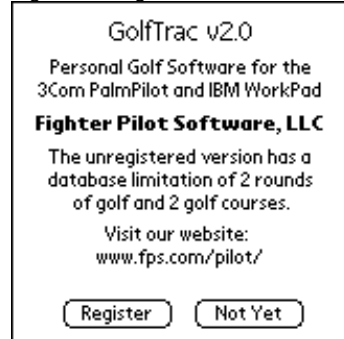 GolfTrac v2.0
Personal Golf Software for the
3Com PalmPilot and IBM WorkPad
Fighter Pilot Software, LLC
The unregistered version has a
database limitation of 2 rounds
of golf and 2 golf courses.
Visit our website:
www.fps.com/pilot/
Register
Not Yet